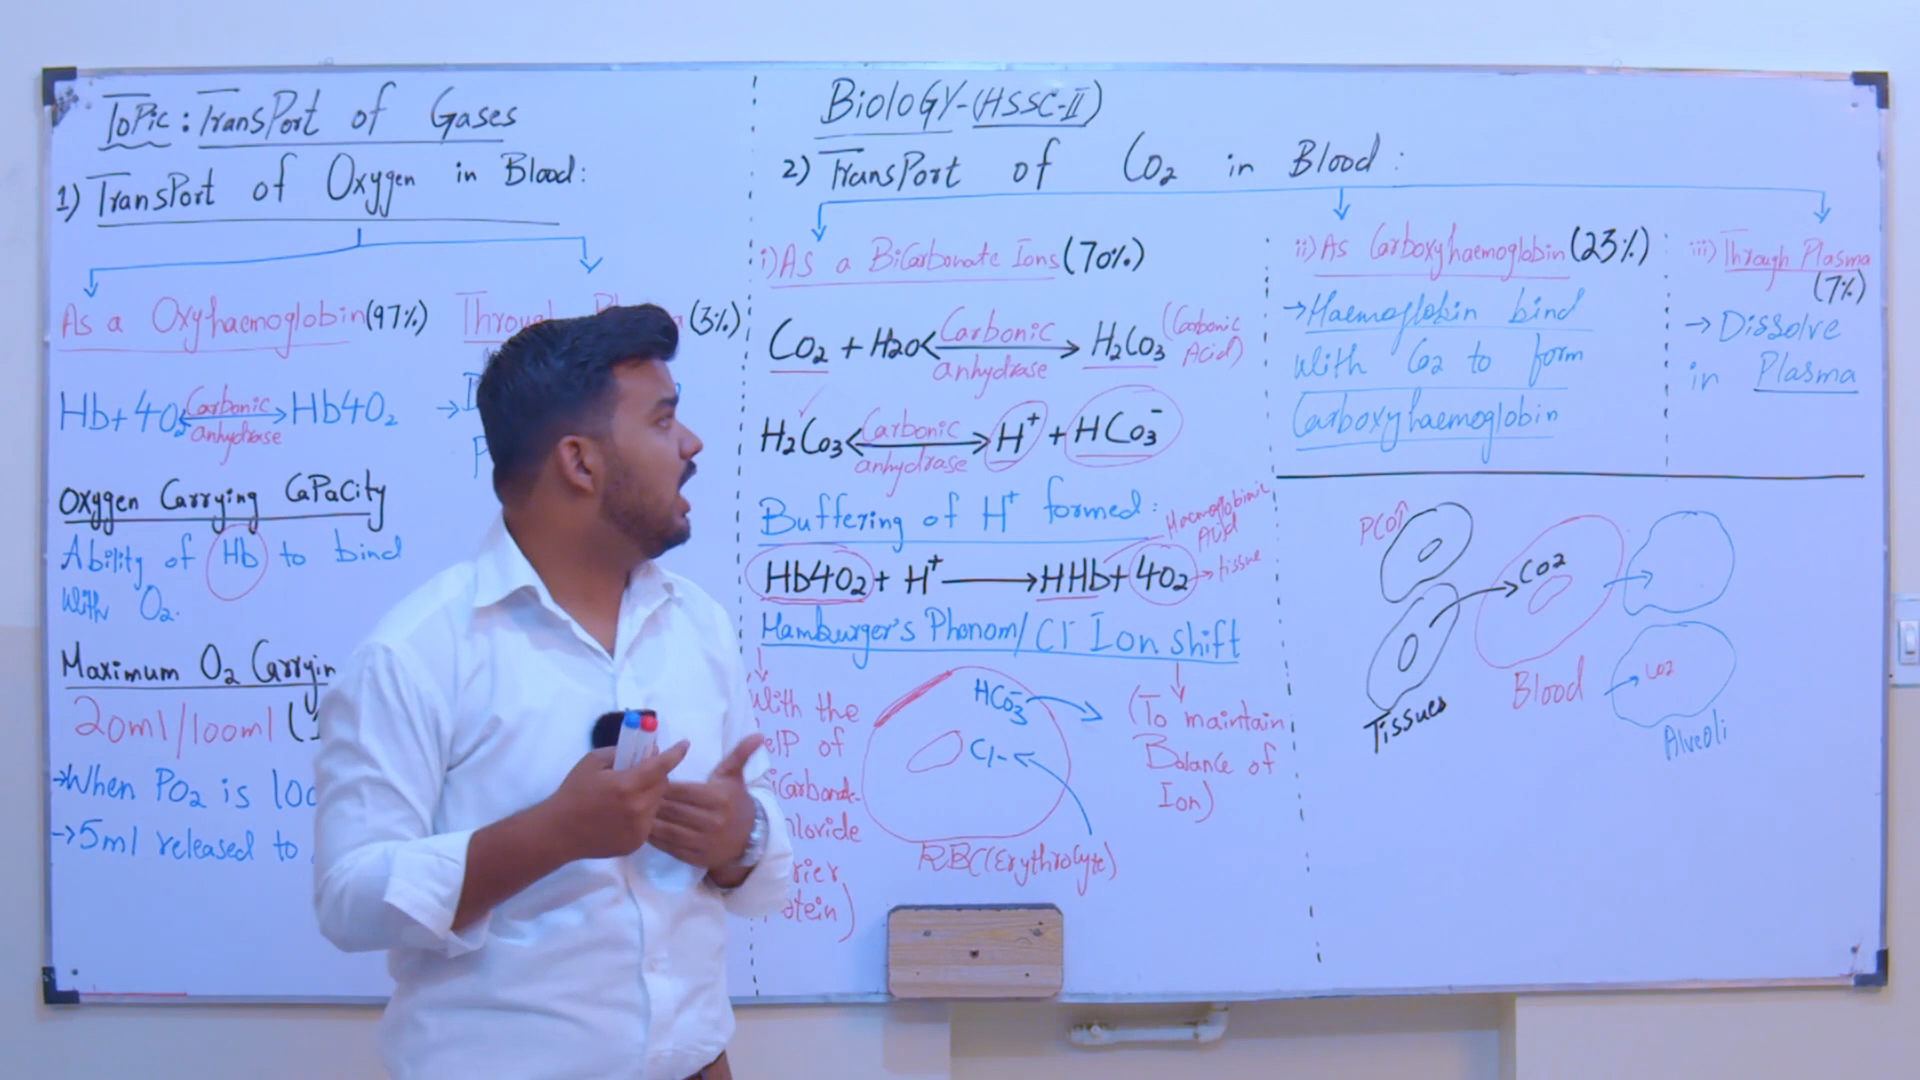 Topic: Transport of Gases
1) Transport of Oxygen in Blood:
As a Oxyhaemoglobin (97%)
(3%)
Hb + 4O2 Carbonic anhydrase Hb4O2
Oxygen Carrying Capacity
Ability of Hb to bind
with O2.
Maximum O2
20ml/100ml
→When PO2 is
→5ml released to
Biology-(HSSC-II)
2) Transport of CO2 in Blood:
i) As a Bicarbonate Ions (70%)
CO2 + H2O Carbonic anhydrase H2CO3 (Carbonic Acid)
H2CO3 Carbonic anhydrase H+ + HCO3-
Buffering of H+ formed:
Haemoglobinic Acid
Hb4O2 + H+ → HHb + 4O2 → tissue
Hamburger's Phenom/Cl- Ion shift
With the
of
HCO3-
Cl-
RBC (Erythrocyte)
(To maintain
Balance of
Ion)
ii) As Carboxyhaemoglobin (23%)
→Haemoglobin bind
with CO2 to form
Carboxyhaemoglobin
iii) Through Plasma
(7%)
→ Dissolve
in Plasma
CO2
Tissues
Blood
CO2
Alveoli